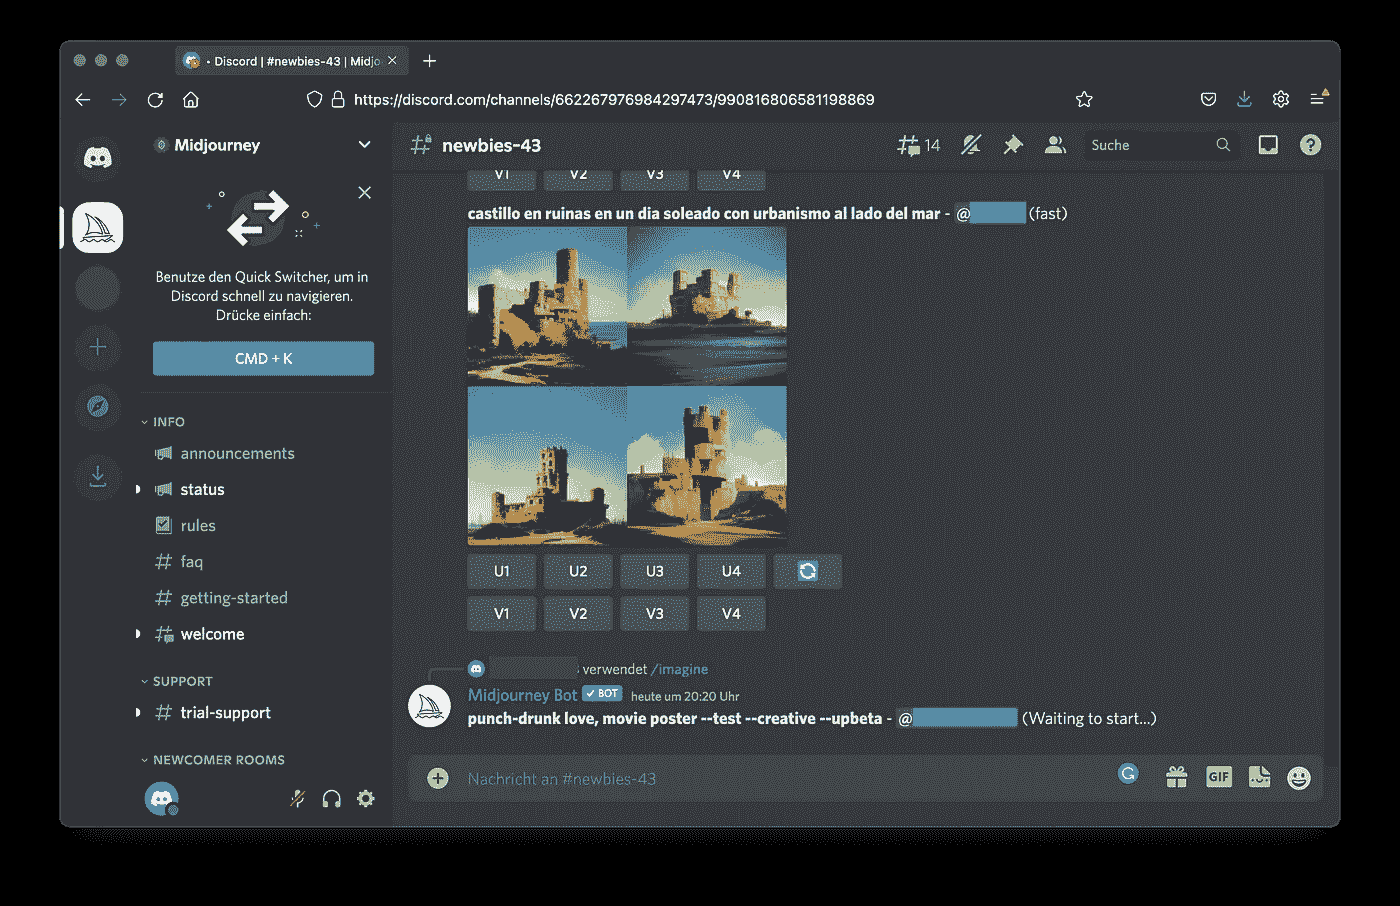 • Discord | #newbies-43 | Midjo
https://discord.com/channels/662267976984297473/990816806581198869
Midjourney
newbies-43
14
Suche
Benutze den Quick Switcher, um in
Discord schnell zu navigieren.
Drücke einfach:
CMD + K
INFO
announcements
status
rules
faq
getting-started
welcome
SUPPORT
trial-support
NEWCOMER ROOMS
V1 V2 V3 V4
castillo en ruinas en un dia soleado con urbanismo al lado del mar - @ (fast)
U1 U2 U3 U4
V1 V2 V3 V4
verwendet /imagine
Midjourney Bot ✓ BOT heute um 20:20 Uhr
punch-drunk love, movie poster --test --creative --upbeta - @ (Waiting to start...)
Nachricht an #newbies-43
GIF